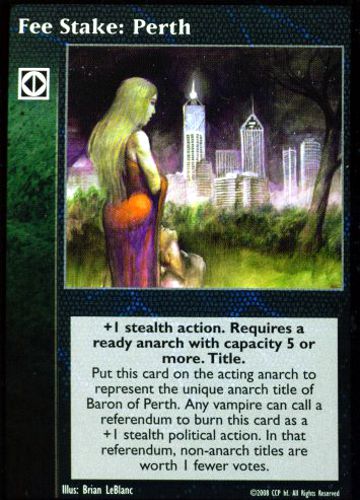 Fee Stake: Perth
+1 stealth action. Requires a
ready anarch with capacity 5 or
more. Title.
Put this card on the acting anarch to
represent the unique anarch title of
Baron of Perth. Any vampire can call a
referendum to burn this card as a
+1 stealth political action. In that
referendum, non-anarch titles are
worth 1 fewer votes.
Illus: Brian LeBlanc
©2008 CCP hf. All Rights Reserved